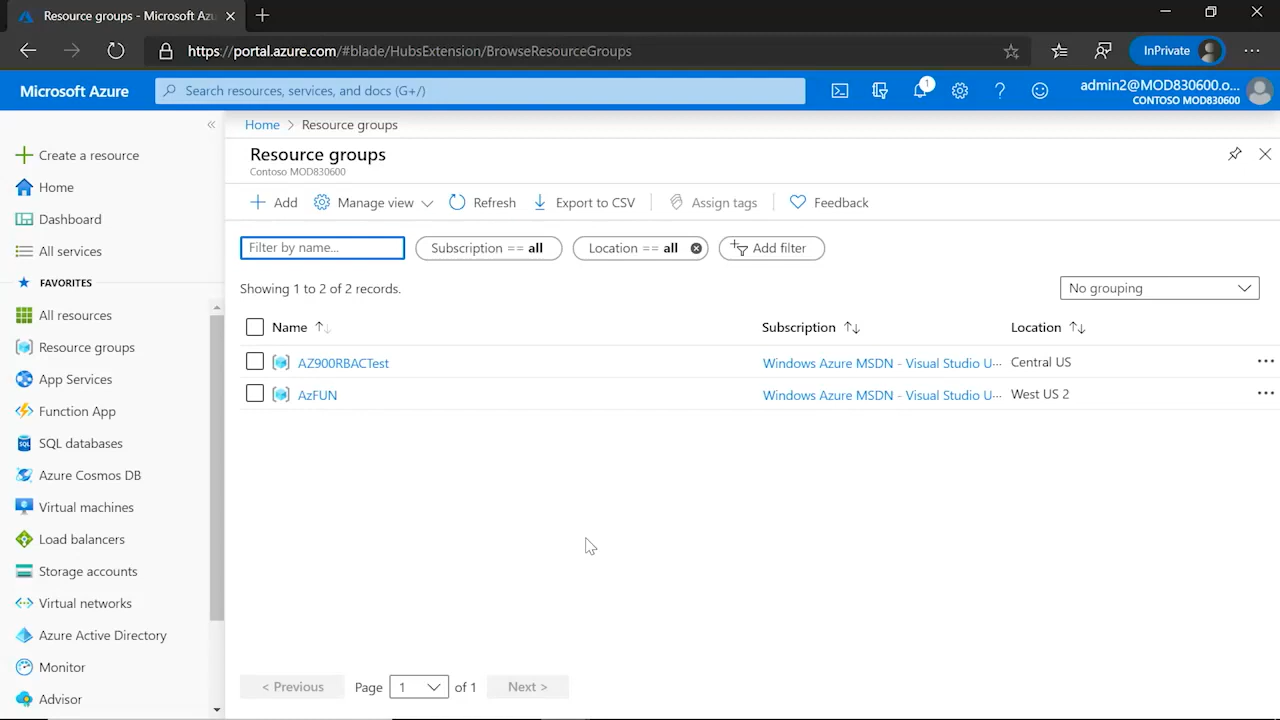 Resource groups - Microsoft Azu
https://portal.azure.com/#blade/HubsExtension/BrowseResourceGroups
InPrivate
Microsoft Azure
Search resources, services, and docs (G+/)
1
admin2@MOD830600.o...
CONTOSO MOD830600
Create a resource
Home
Dashboard
All services
FAVORITES
All resources
Resource groups
App Services
Function App
SQL databases
Azure Cosmos DB
Virtual machines
Load balancers
Storage accounts
Virtual networks
Azure Active Directory
Monitor
Advisor
Home > Resource groups
Resource groups
Contoso MOD830600
Add Manage view Refresh Export to CSV Assign tags Feedback
Filter by name... Subscription == all Location == all Add filter
Showing 1 to 2 of 2 records.
No grouping
Name Subscription Location
AZ900RBACTest Windows Azure MSDN - Visual Studio U... Central US
AzFUN Windows Azure MSDN - Visual Studio U... West US 2
< Previous Page 1 of 1 Next >